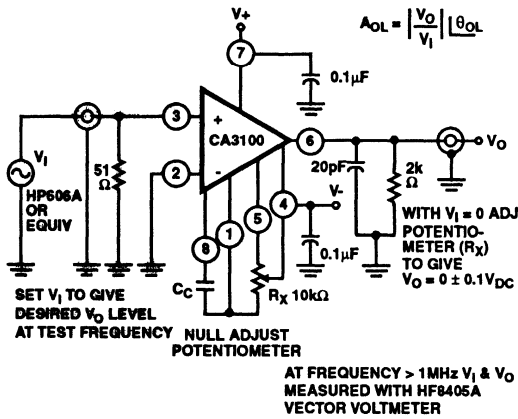 V+
A_OL = |V_O / V_I| ∠θ_OL
7
0.1µF
3
+
CA3100
6
V_O
2
-
V_I
HP606A
OR
EQUIV
51
Ω
20pF
2k
Ω
8
1
5
4
V-
0.1µF
C_C
R_X 10kΩ
WITH V_I = 0 ADJ
POTENTIO-
METER (R_X)
TO GIVE
V_O = 0 ± 0.1V_DC
SET V_I TO GIVE
DESIRED V_O LEVEL
AT TEST FREQUENCY
NULL ADJUST
POTENTIOMETER
AT FREQUENCY > 1MHz V_I & V_O
MEASURED WITH HF8405A
VECTOR VOLTMETER